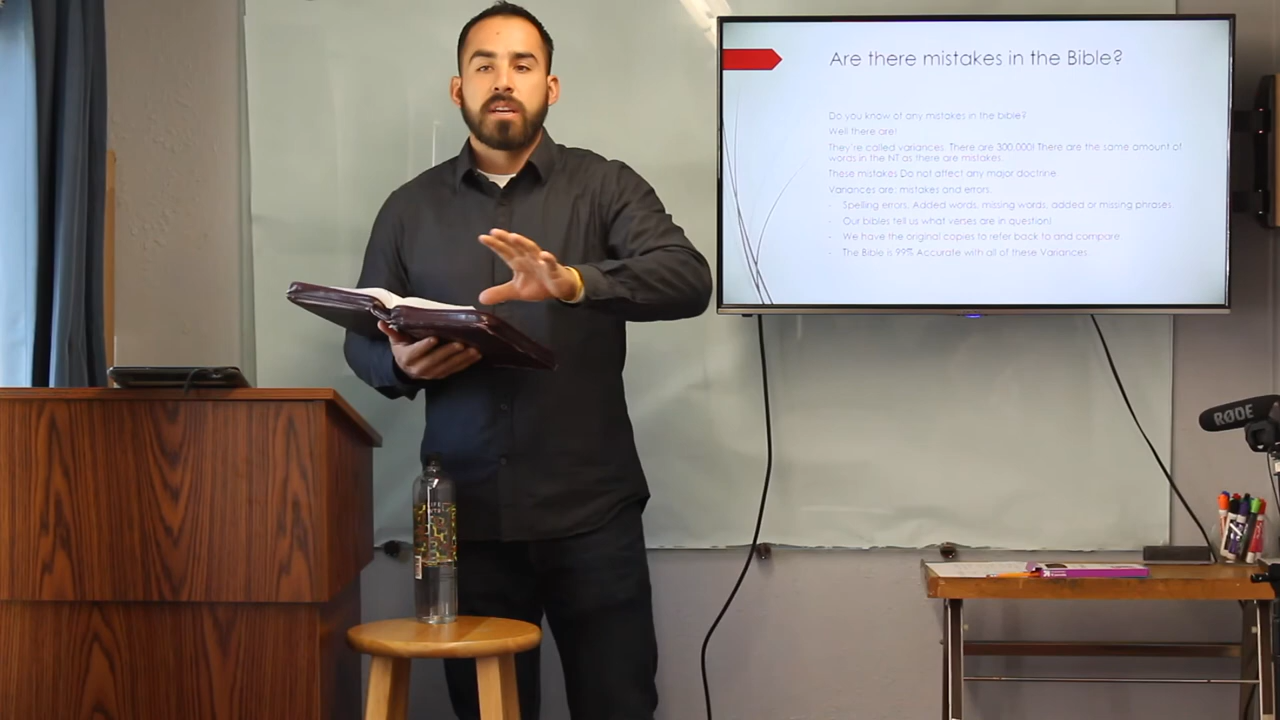 Are there mistakes in the Bible?
Do you know of any mistakes in the bible?
Well there are!
They're called variances. There are 300,000! There are the same amount of
words in the NT as there are mistakes.
These mistakes Do not affect any major doctrine.
Variances are: mistakes and errors.
- Spelling errors, Added words, missing words, added or missing phrases.
- Our bibles tell us what verses are in question!
- We have the original copies to refer back to and compare
- The Bible is 99% Accurate with all of these Variances.
RØDE
LIFE
WTR